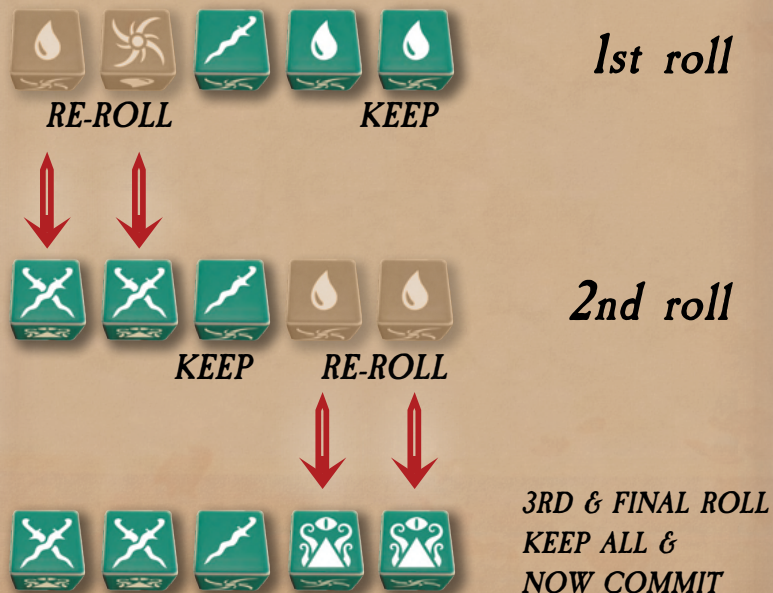 1st roll
RE-ROLL KEEP
2nd roll
KEEP RE-ROLL
3RD & FINAL ROLL
KEEP ALL &
NOW COMMIT